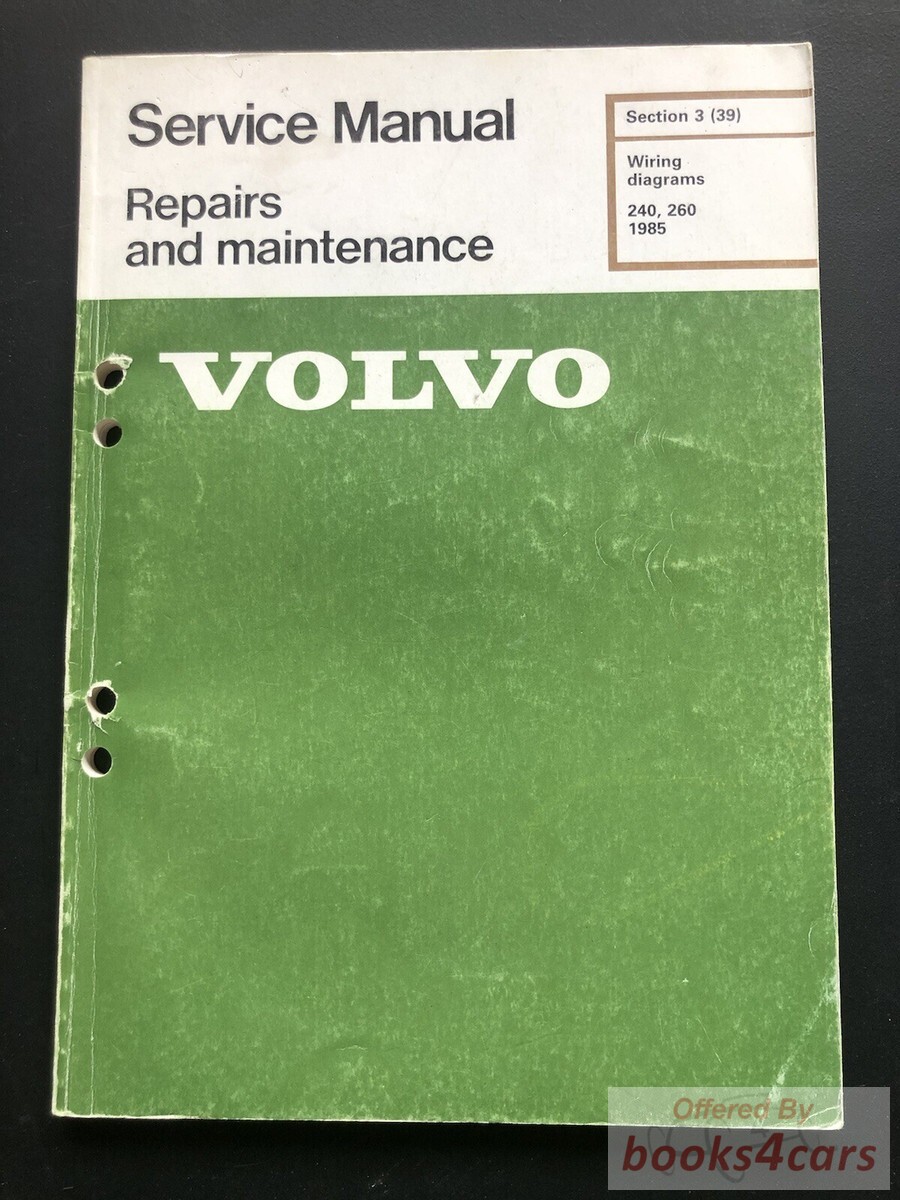 Service Manual
Repairs
and maintenance
Section 3 (39)
Wiring
diagrams
240, 260
1985
VOLVO
Offered By
books4cars